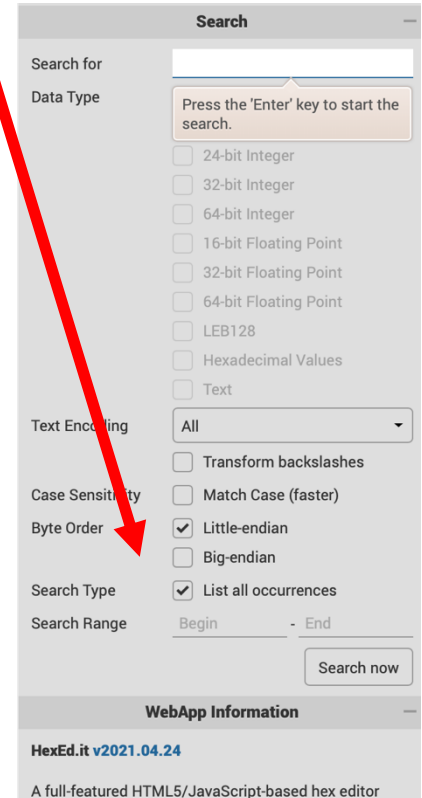 Search
Search for
Data Type
Press the 'Enter' key to start the
search.
24-bit Integer
32-bit Integer
64-bit Integer
16-bit Floating Point
32-bit Floating Point
64-bit Floating Point
LEB128
Hexadecimal Values
Text
Text Encoding All
Transform backslashes
Case Sensitivity Match Case (faster)
Byte Order Little-endian
Big-endian
Search Type List all occurrences
Search Range Begin - End
Search now
WebApp Information
HexEd.it v2021.04.24
A full-featured HTML5/JavaScript-based hex editor